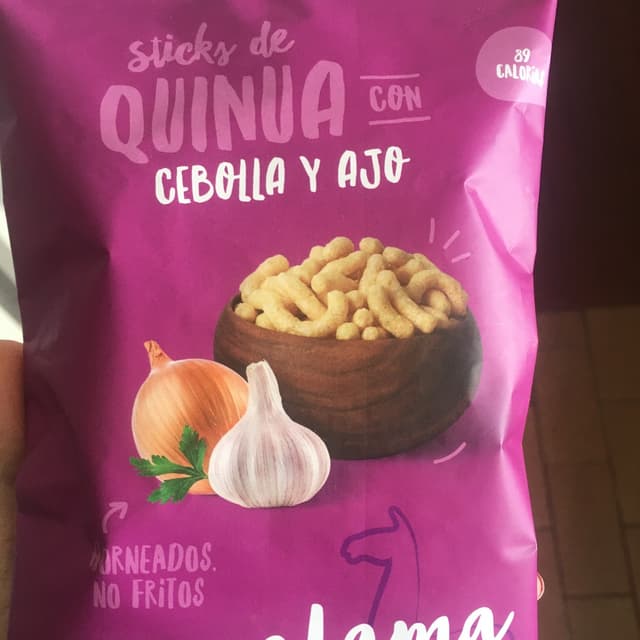 sticks de
QUINUA CON
CEBOLLA Y AJO
89
CALORÍAS
HORNEADOS.
NO FRITOS